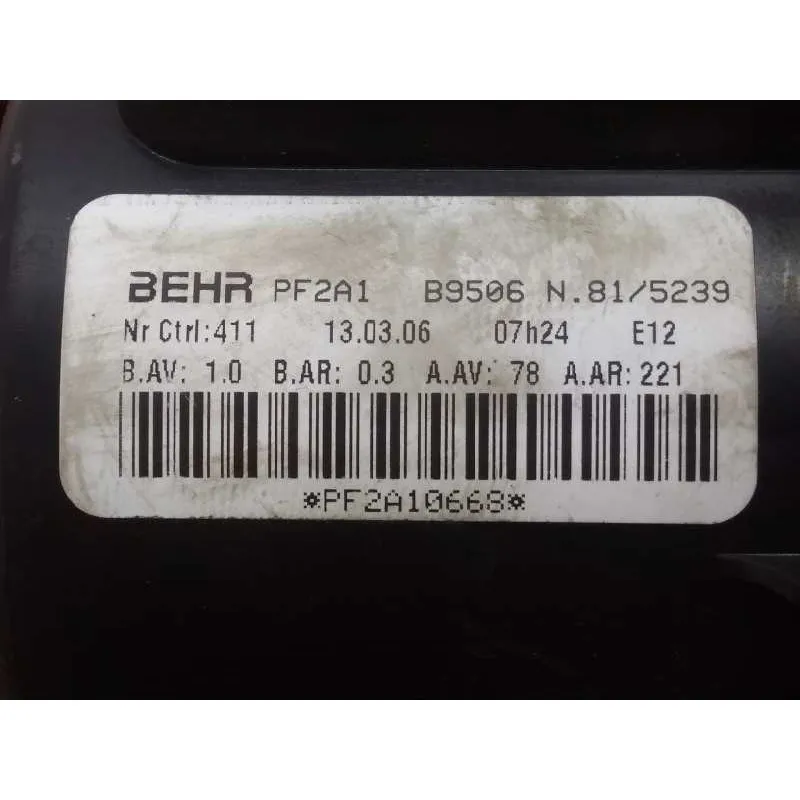 BEHR PF2A1 B9506 N.81/5239
Nr Ctrl:411 13.03.06 07h24 E12
B.AV: 1.0 B.AR: 0.3 A.AV: 78 A.AR: 221
*PF2A10668*